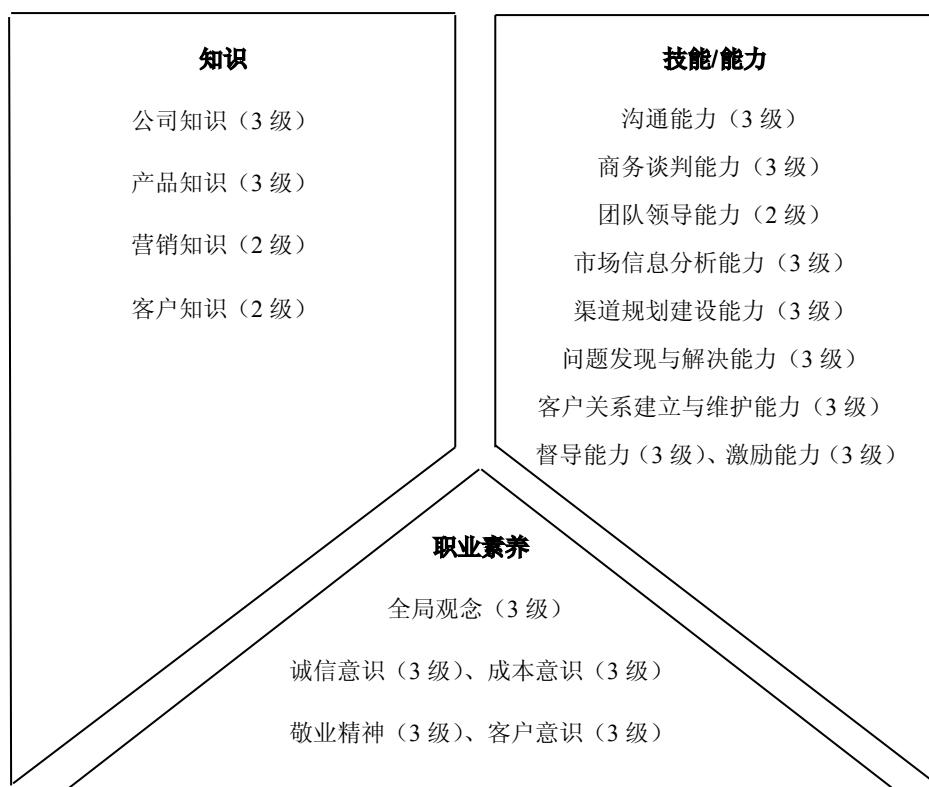 知识
公司知识（3 级）
产品知识（3 级）
营销知识（2 级）
客户知识（2 级）
技能/能力
沟通能力（3 级）
商务谈判能力（3 级）
团队领导能力（2 级）
市场信息分析能力（3 级）
渠道规划建设能力（3 级）
问题发现与解决能力（3 级）
客户关系建立与维护能力（3 级）
督导能力（3 级）、激励能力（3 级）
职业素养
全局观念（3 级）
诚信意识（3 级）、成本意识（3 级）
敬业精神（3 级）、客户意识（3 级）